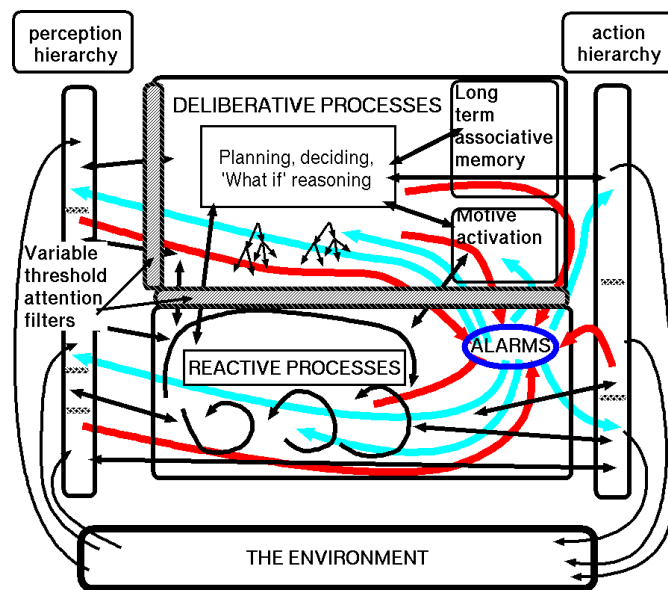 perception
hierarchy
action
hierarchy
DELIBERATIVE PROCESSES
Long
term
associative
memory
Planning, deciding,
'What if' reasoning
Motive
activation
Variable
threshold
attention
filters
ALARMS
REACTIVE PROCESSES
THE ENVIRONMENT